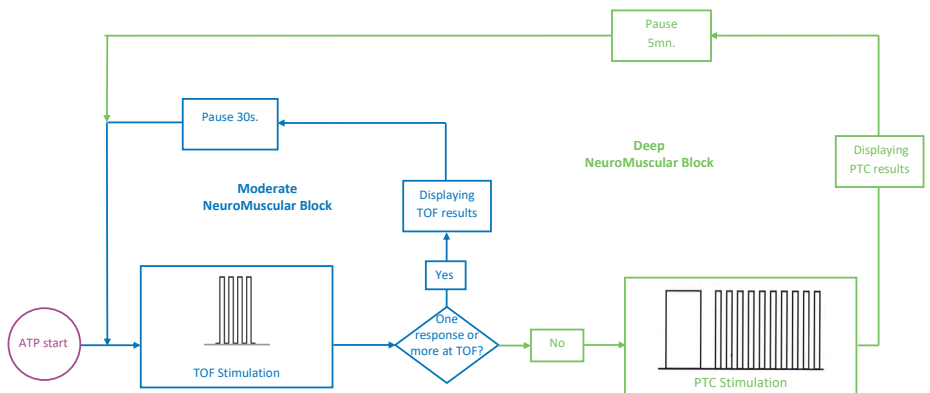 Pause
5mn.
Pause 30s.
Deep
NeuroMuscular Block
Displaying
PTC results
Moderate
NeuroMuscular Block
Displaying
TOF results
Yes
ATP start
TOF Stimulation
One
response or
more at TOF?
No
PTC Stimulation